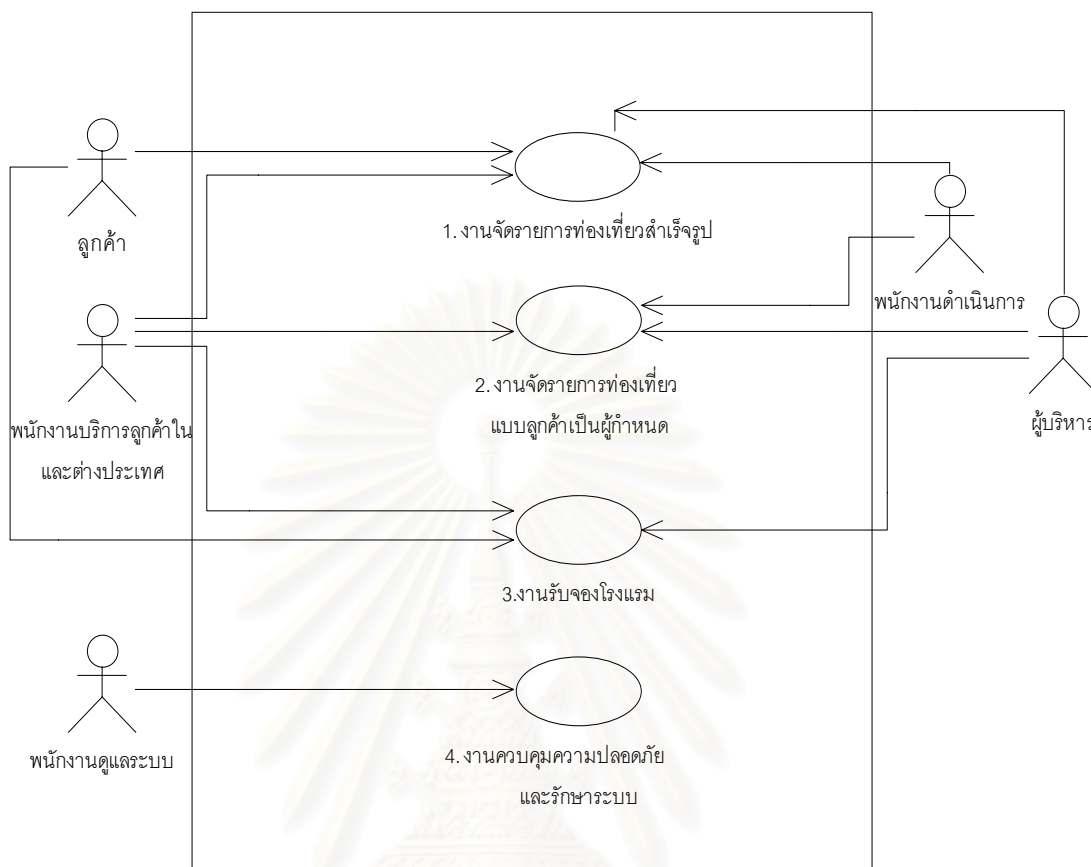 ลูกค้า
1. งานจัดรายการท่องเที่ยวสำเร็จรูป
พนักงานดำเนินการ
2. งานจัดรายการท่องเที่ยว
แบบลูกค้าเป็นผู้กำหนด
พนักงานบริการลูกค้าใน
และต่างประเทศ
ผู้บริหาร
3.งานรับจองโรงแรม
พนักงานดูแลระบบ
4. งานควบคุมความปลอดภัย
และรักษาระบบ